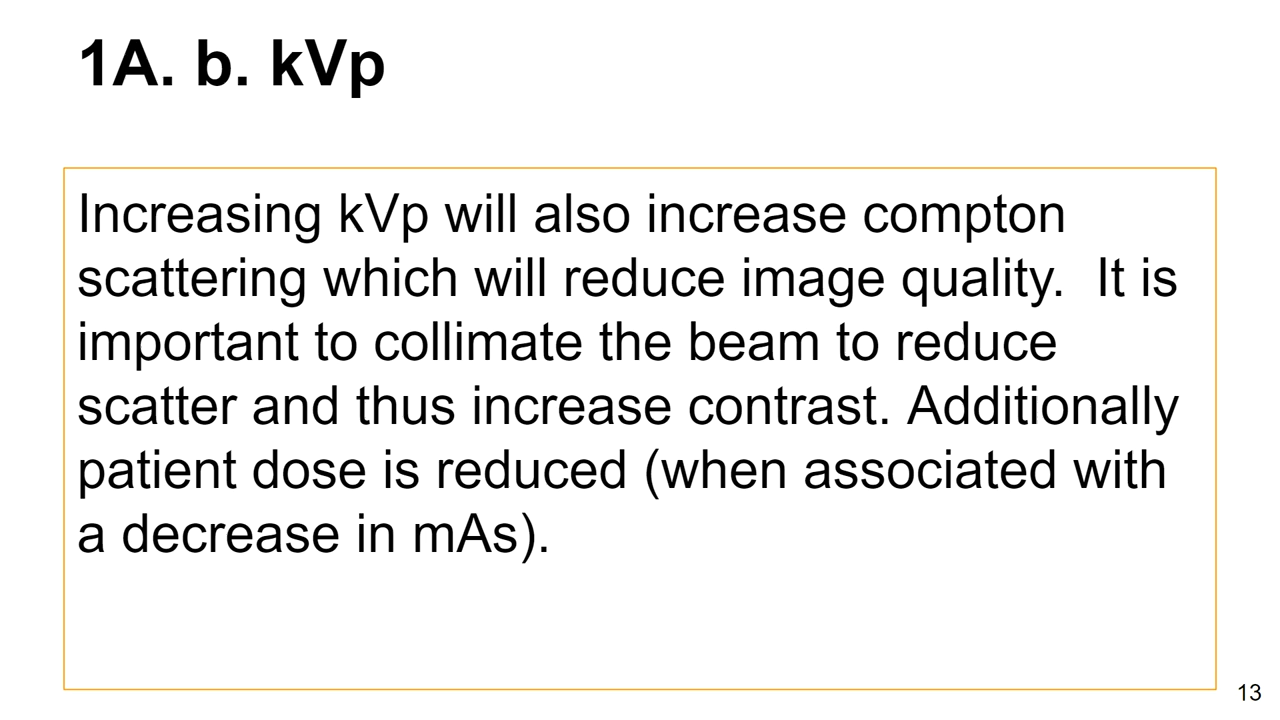 1A. b. kVp
Increasing kVp will also increase compton
scattering which will reduce image quality.  It is
important to collimate the beam to reduce
scatter and thus increase contrast. Additionally
patient dose is reduced (when associated with
a decrease in mAs).
13